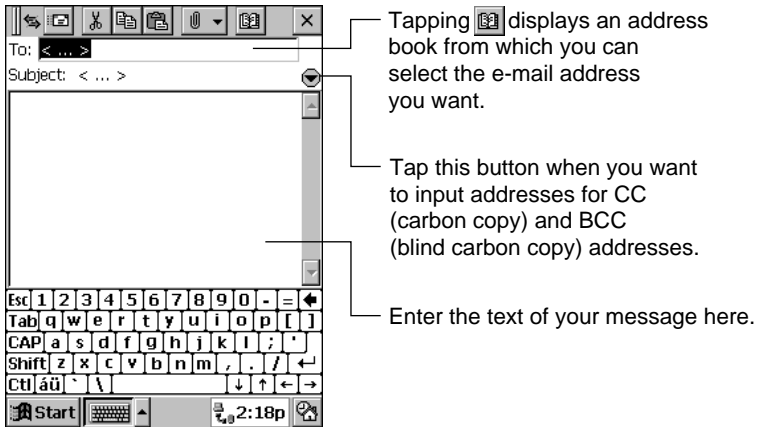 To: < ... >
Subject: < ... >
Tapping displays an address
book from which you can
select the e-mail address
you want.
Tap this button when you want
to input addresses for CC
(carbon copy) and BCC
(blind carbon copy) addresses.
Enter the text of your message here.
Esc 1 2 3 4 5 6 7 8 9 0 - = ←
Tab q w e r t y u i o p [ ]
CAP a s d f g h j k l ; '
Shift z x c v b n m , . / ↵
Ctl áü ` \ ↓ ↑ ← →
Start 2:18p